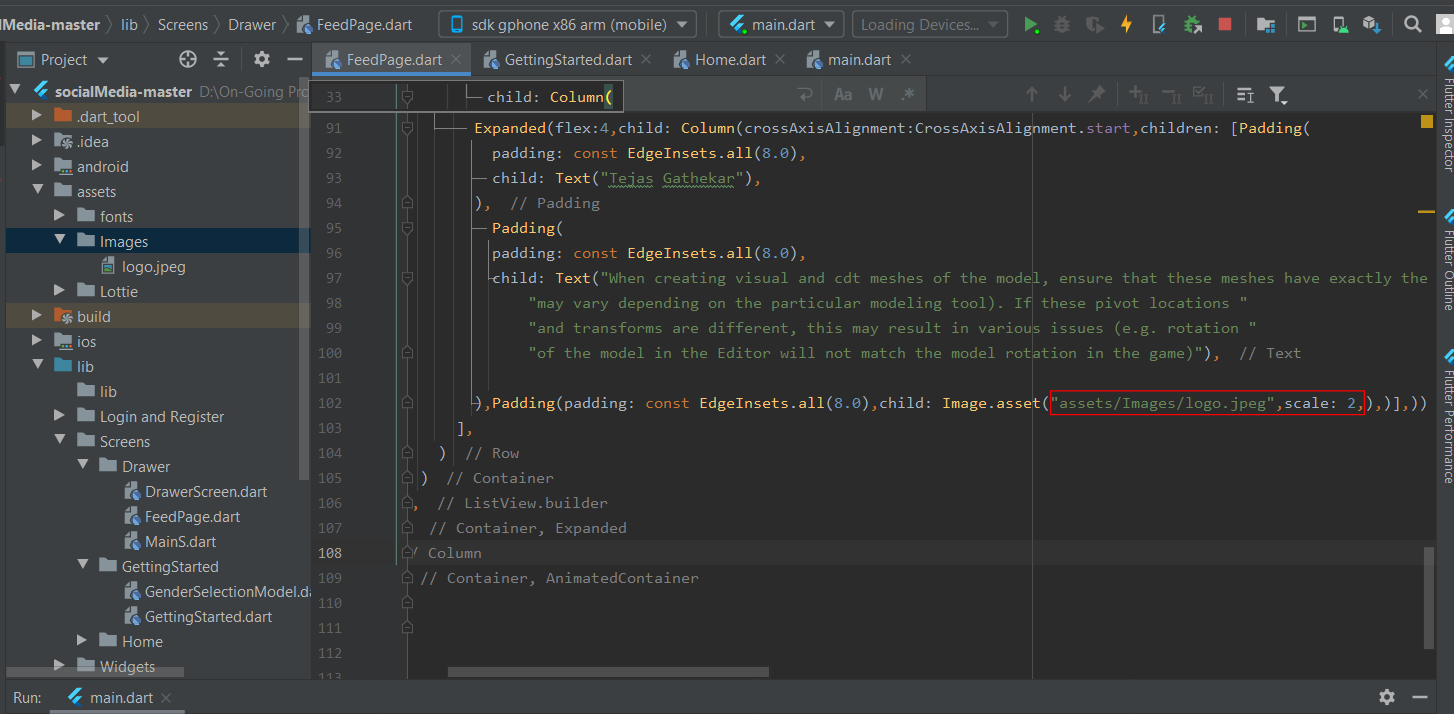 lMedia-master
lib
Screens
Drawer
FeedPage.dart
sdk gphone x86 arm (mobile)
main.dart
Loading Devices...
Project
FeedPage.dart
GettingStarted.dart
Home.dart
main.dart
socialMedia-master D:\On-Going Pro
.dart_tool
.idea
android
assets
fonts
Images
logo.jpeg
Lottie
build
ios
lib
lib
Login and Register
Screens
Drawer
DrawerScreen.dart
FeedPage.dart
MainS.dart
GettingStarted
GenderSelectionModel.da
GettingStarted.dart
Home
Widgets
33 child: Column(
Aa W .*
91 Expanded(flex:4,child: Column(crossAxisAlignment:CrossAxisAlignment.start,children: [Padding(
92 padding: const EdgeInsets.all(8.0),
93 child: Text("Tejas Gathekar"),
94 ), // Padding
95 Padding(
96 padding: const EdgeInsets.all(8.0),
97 child: Text("When creating visual and cdt meshes of the model, ensure that these meshes have exactly the
98 "may vary depending on the particular modeling tool). If these pivot locations "
99 "and transforms are different, this may result in various issues (e.g. rotation "
100 "of the model in the Editor will not match the model rotation in the game)"), // Text
101
102 ),Padding(padding: const EdgeInsets.all(8.0),child: Image.asset("assets/Images/logo.jpeg",scale: 2,),)],))
103 ],
104 ) // Row
105 ) // Container
106 , // ListView.builder
107 // Container, Expanded
108 / Column
109 // Container, AnimatedContainer
110
111
112
113
Flutter Inspector
Flutter Outline
Flutter Performance
Run:
main.dart